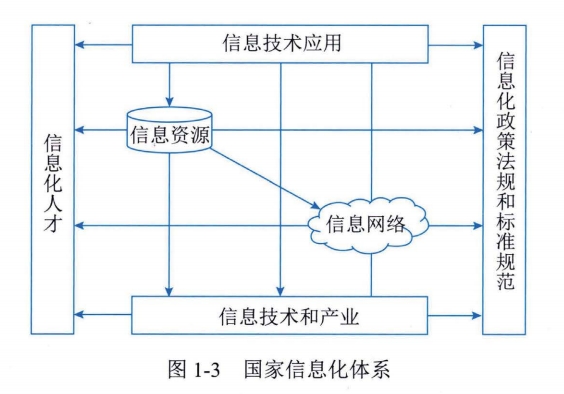 信息技术应用
信息资源
信息化人才
信息网络
信息化政策法规和标准规范
信息技术和产业
图 1-3 国家信息化体系